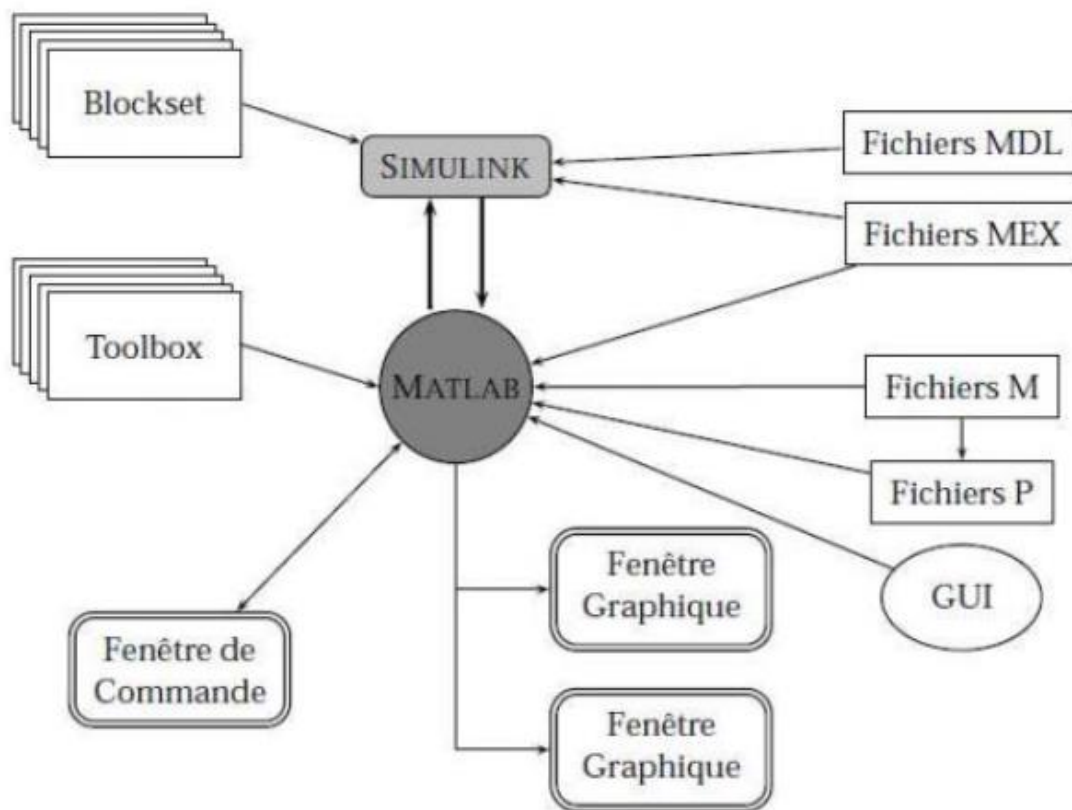 Blockset
SIMULINK
Fichiers MDL
Fichiers MEX
Toolbox
MATLAB
Fichiers M
Fichiers P
GUI
Fenêtre
Graphique
Fenêtre de
Commande
Fenêtre
Graphique